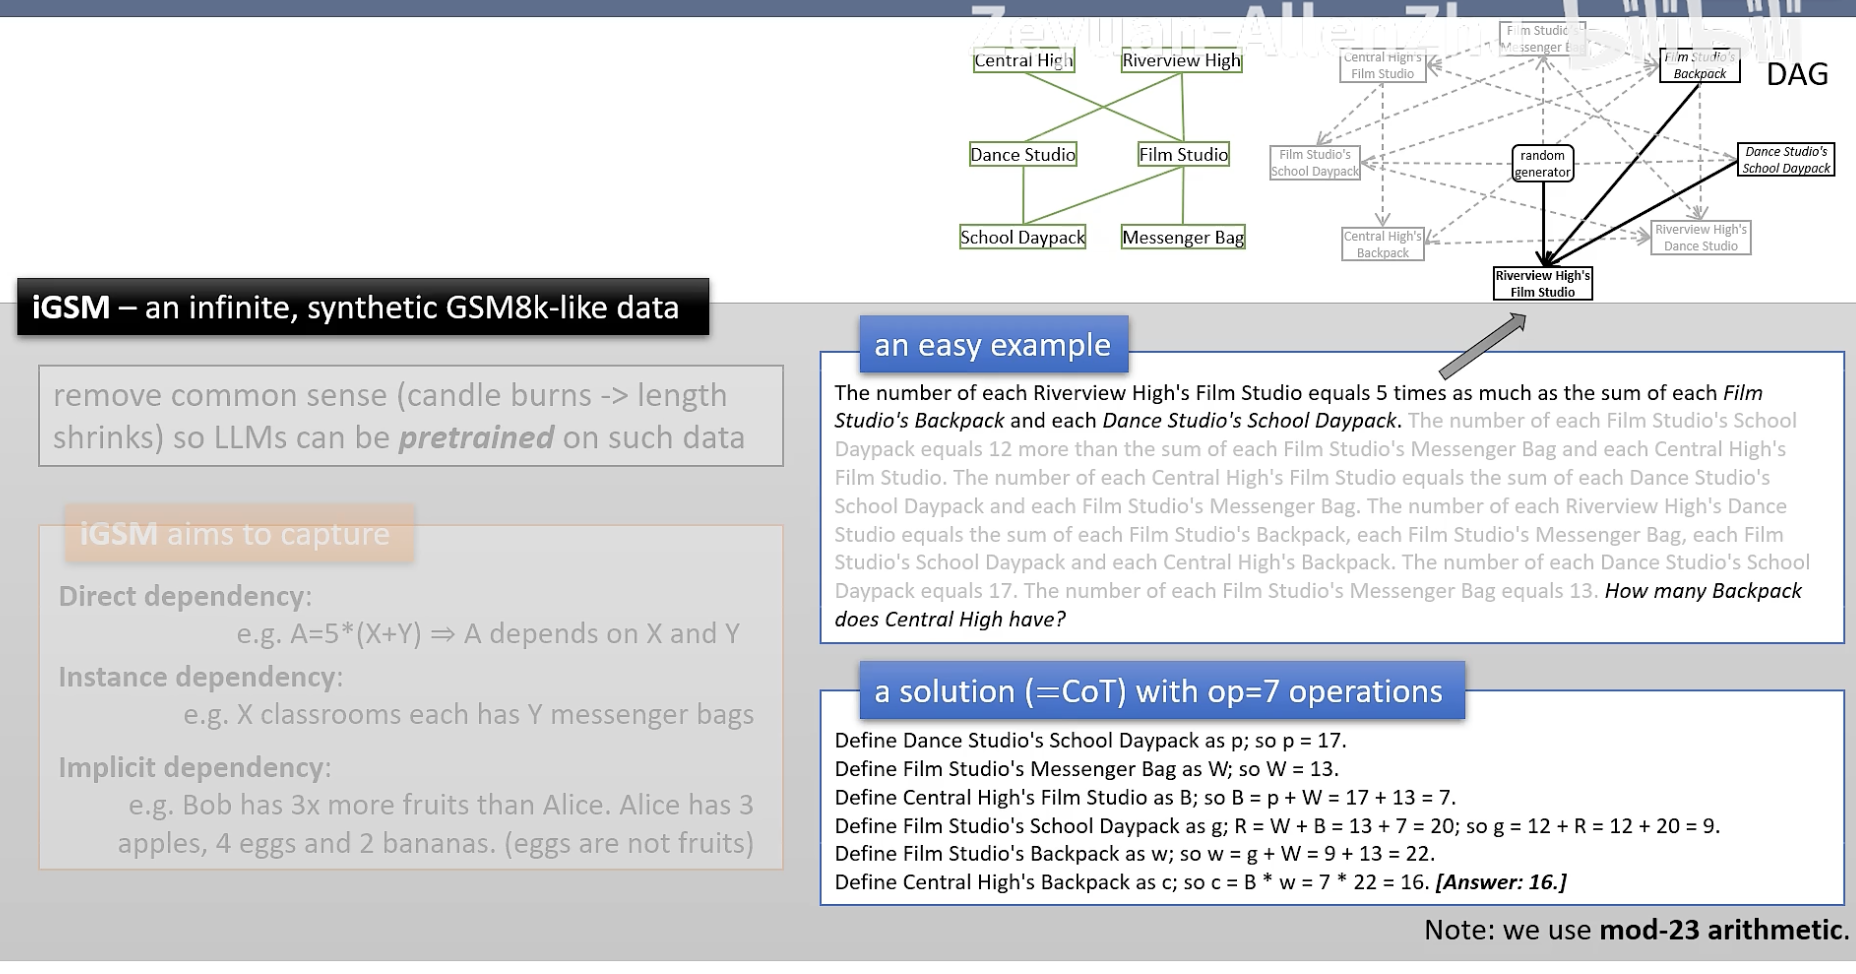 Zeyuan-AllenZhu
bilibili
Central High
Riverview High
Dance Studio
Film Studio
School Daypack
Messenger Bag
Film Studio's
Messenger Bag
Central High's
Film Studio
Film Studio's
Backpack
DAG
Film Studio's
School Daypack
random
generator
Dance Studio's
School Daypack
Central High's
Backpack
Riverview High's
Dance Studio
Riverview High's
Film Studio
iGSM – an infinite, synthetic GSM8k-like data
remove common sense (candle burns -> length
shrinks) so LLMs can be pretrained on such data
iGSM aims to capture
Direct dependency:
e.g. A=5*(X+Y) ⇒ A depends on X and Y
Instance dependency:
e.g. X classrooms each has Y messenger bags
Implicit dependency:
e.g. Bob has 3x more fruits than Alice. Alice has 3
apples, 4 eggs and 2 bananas. (eggs are not fruits)
an easy example
The number of each Riverview High's Film Studio equals 5 times as much as the sum of each Film
Studio's Backpack and each Dance Studio's School Daypack. The number of each Film Studio's School
Daypack equals 12 more than the sum of each Film Studio's Messenger Bag and each Central High's
Film Studio. The number of each Central High's Film Studio equals the sum of each Dance Studio's
School Daypack and each Film Studio's Messenger Bag. The number of each Riverview High's Dance
Studio equals the sum of each Film Studio's Backpack, each Film Studio's Messenger Bag, each Film
Studio's School Daypack and each Central High's Backpack. The number of each Dance Studio's School
Daypack equals 17. The number of each Film Studio's Messenger Bag equals 13. How many Backpack
does Central High have?
a solution (=CoT) with op=7 operations
Define Dance Studio's School Daypack as p; so p = 17.
Define Film Studio's Messenger Bag as W; so W = 13.
Define Central High's Film Studio as B; so B = p + W = 17 + 13 = 7.
Define Film Studio's School Daypack as g; R = W + B = 13 + 7 = 20; so g = 12 + R = 12 + 20 = 9.
Define Film Studio's Backpack as w; so w = g + W = 9 + 13 = 22.
Define Central High's Backpack as c; so c = B * w = 7 * 22 = 16. [Answer: 16.]
Note: we use mod-23 arithmetic.